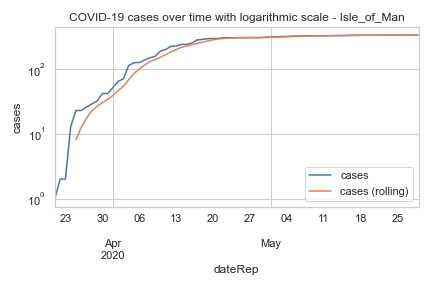 COVID-19 cases over time with logarithmic scale - Isle_of_Man
cases
10²
10¹
10⁰
cases
cases (rolling)
23 30 06 13 20 27 04 11 18 25
Apr May
2020
dateRep